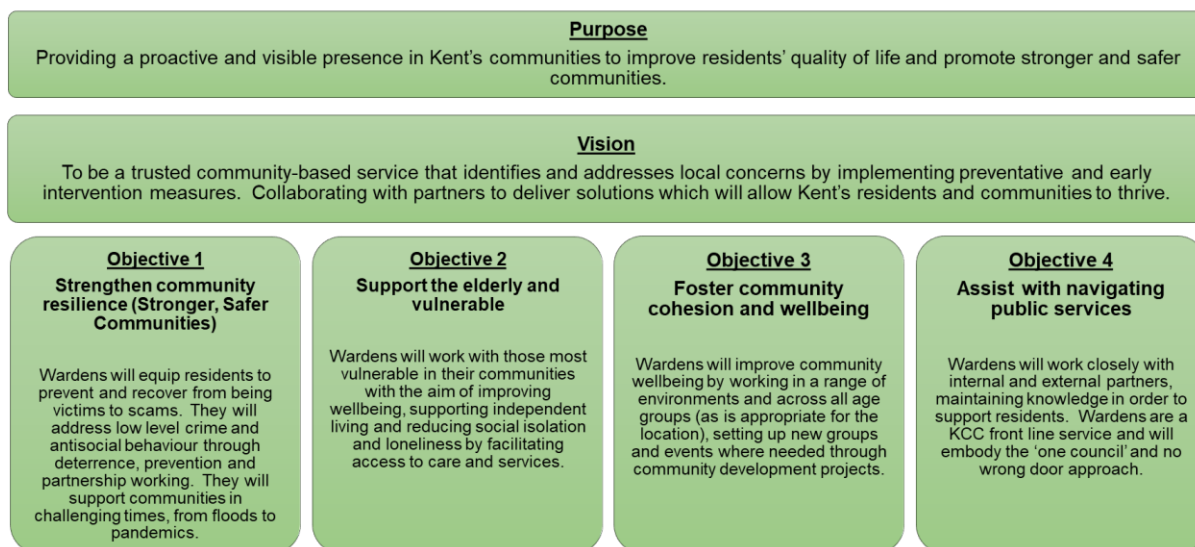 Purpose
Providing a proactive and visible presence in Kent's communities to improve residents' quality of life and promote stronger and safer
communities.
Vision
To be a trusted community-based service that identifies and addresses local concerns by implementing preventative and early
intervention measures.  Collaborating with partners to deliver solutions which will allow Kent's residents and communities to thrive.
Objective 1
Strengthen community
resilience (Stronger, Safer
Communities)
Wardens will equip residents to
prevent and recover from being
victims to scams.  They will
address low level crime and
antisocial behaviour through
deterrence, prevention and
partnership working.  They will
support communities in
challenging times, from floods to
pandemics.
Objective 2
Support the elderly and
vulnerable
Wardens will work with those most
vulnerable in their communities
with the aim of improving
wellbeing, supporting independent
living and reducing social isolation
and loneliness by facilitating
access to care and services.
Objective 3
Foster community
cohesion and wellbeing
Wardens will improve community
wellbeing by working in a range of
environments and across all age
groups (as is appropriate for the
location), setting up new groups
and events where needed through
community development projects.
Objective 4
Assist with navigating
public services
Wardens will work closely with
internal and external partners,
maintaining knowledge in order to
support residents.  Wardens are a
KCC front line service and will
embody the 'one council' and no
wrong door approach.